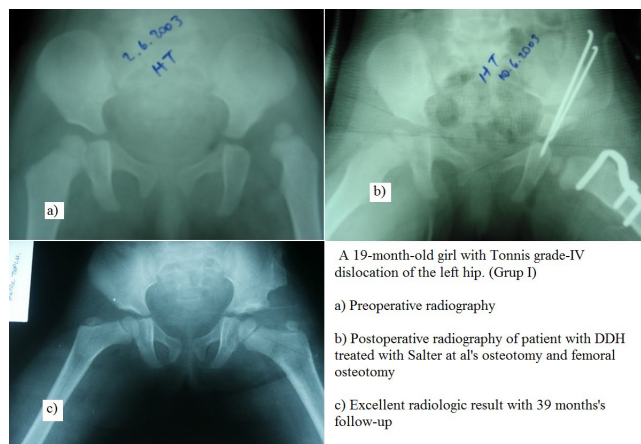 2.6.2003
HT
a)
HT
10.6.2003
b)
c)
A 19-month-old girl with Tonnis grade-IV
dislocation of the left hip. (Grup I)
a) Preoperative radiography
b) Postoperative radiography of patient with DDH
treated with Salter at al's osteotomy and femoral
osteotomy
c) Excellent radiologic result with 39 months's
follow-up